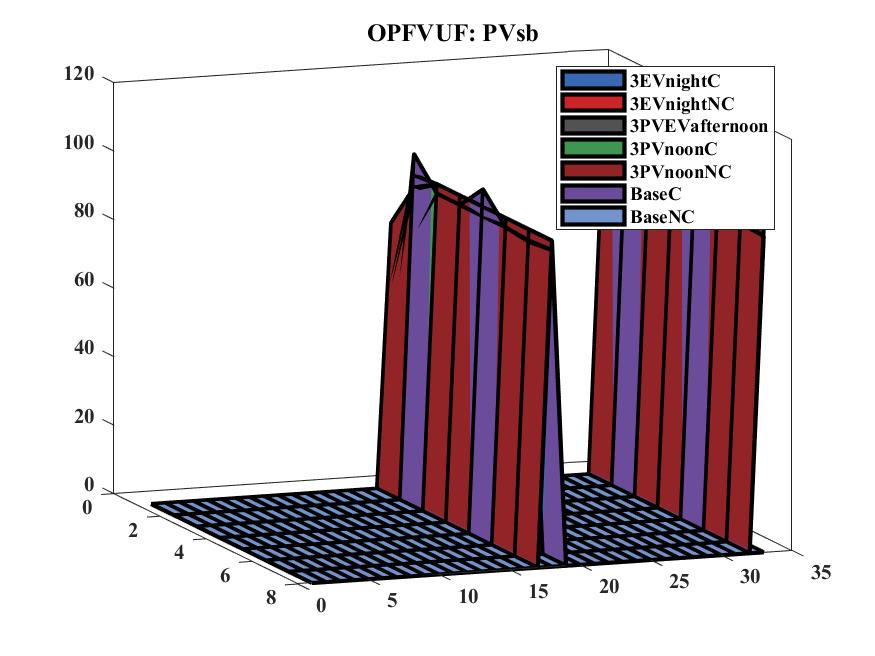 OPFVUF: PVsb
3EVnightC
3EVnightNC
3PVEVafternoon
3PVnoonC
3PVnoonNC
BaseC
BaseNC
120
100
80
60
40
20
0
0
2
4
6
8
0
5
10
15
20
25
30
35